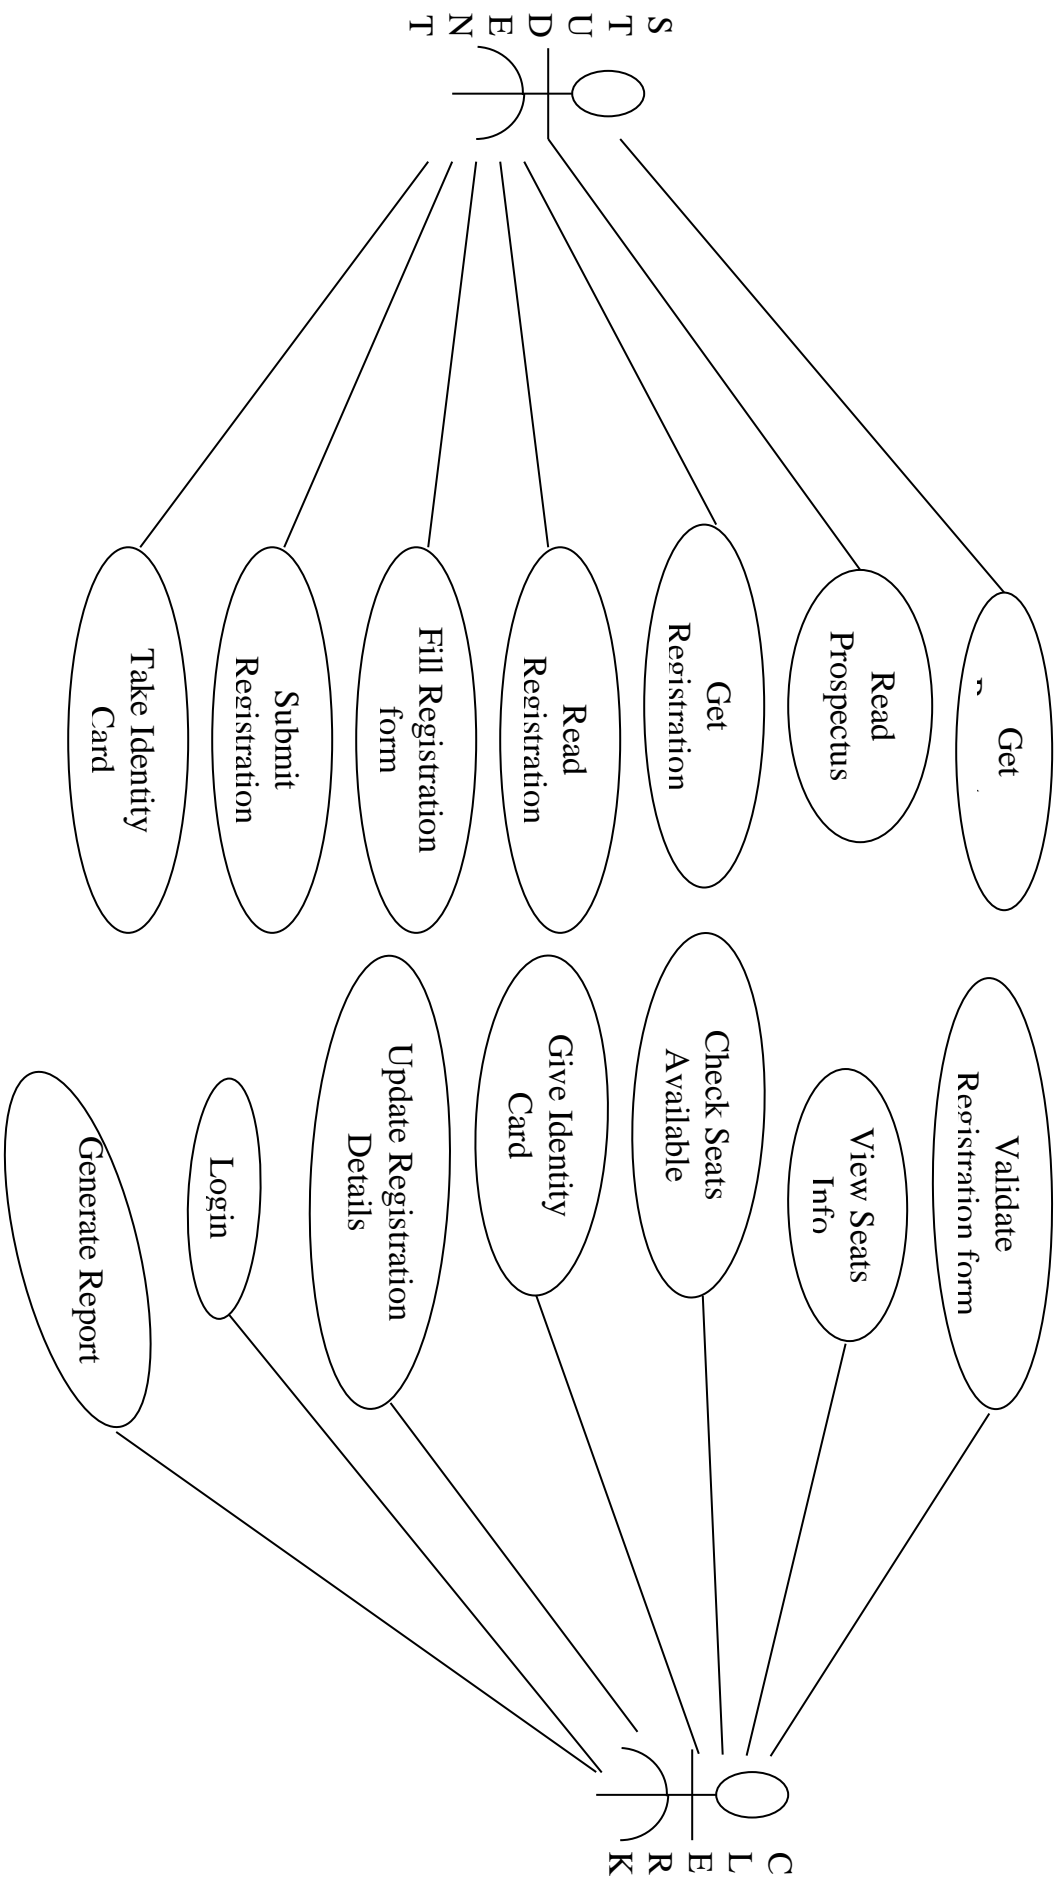 STUDENT
Get
Read
Prospectus
Get
Registration
Read
Registration
Fill Registration
form
Submit
Registration
Take Identity
Card
Validate
Registration form
View Seats
Info
Check Seats
Available
Give Identity
Card
Update Registration
Details
Login
Generate Report
CLERK